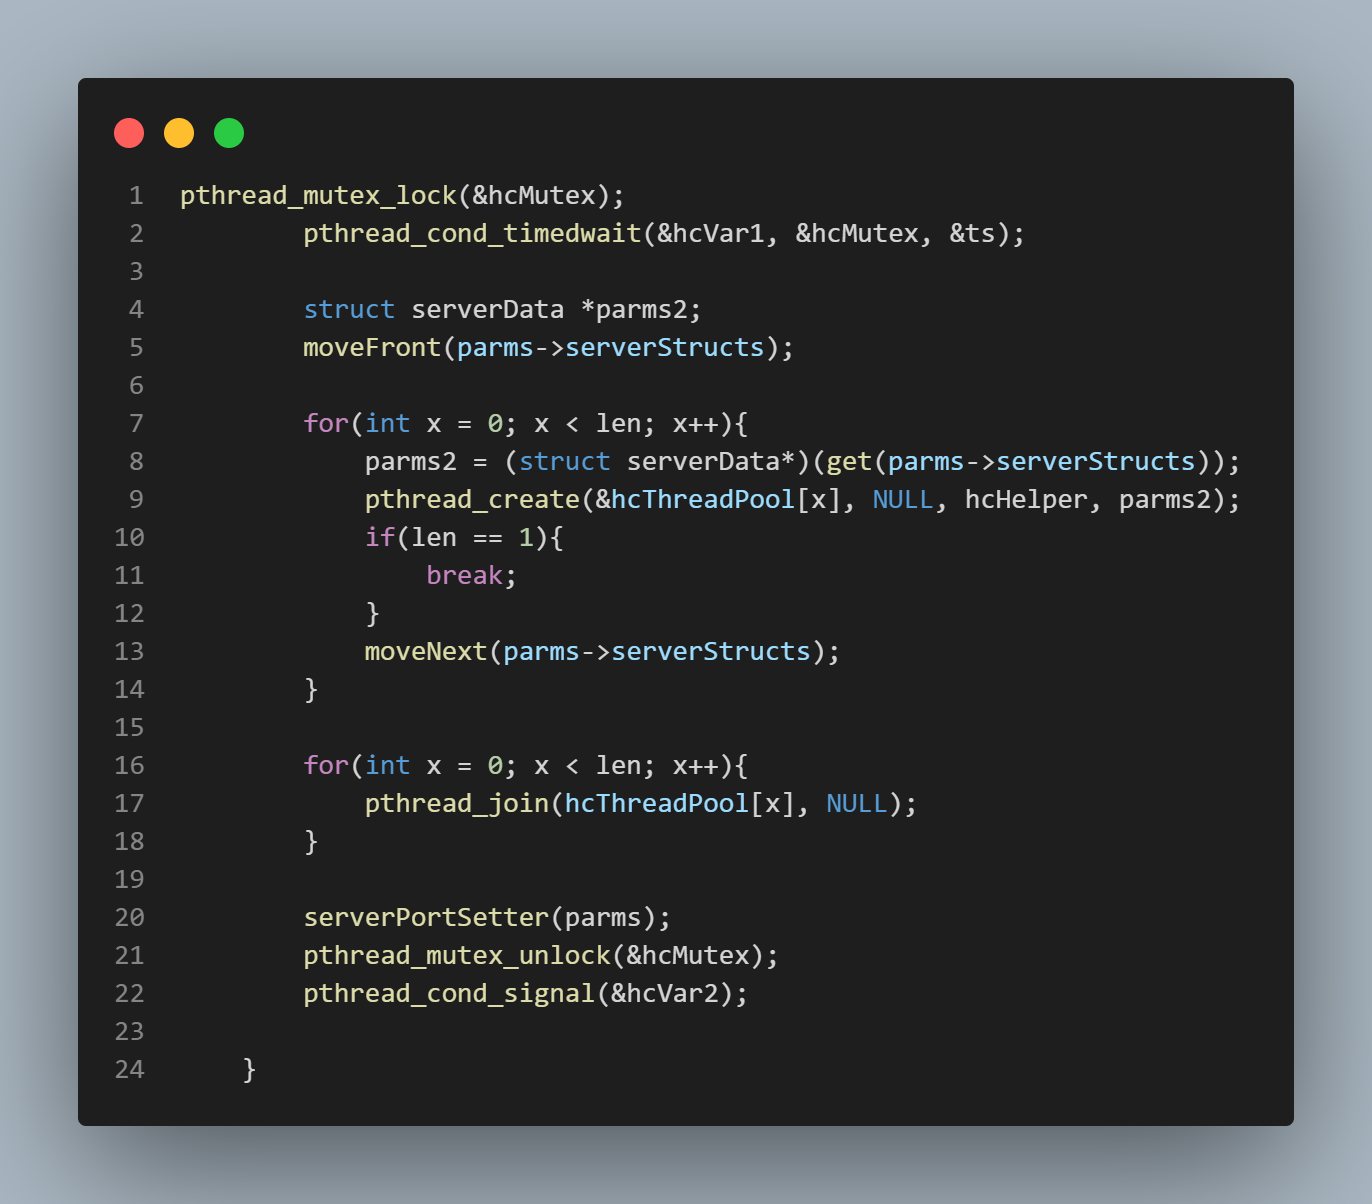 1 pthread_mutex_lock(&hcMutex);
2         pthread_cond_timedwait(&hcVar1, &hcMutex, &ts);
3
4         struct serverData *parms2;
5         moveFront(parms->serverStructs);
6
7         for(int x = 0; x < len; x++){
8             parms2 = (struct serverData*)(get(parms->serverStructs));
9             pthread_create(&hcThreadPool[x], NULL, hcHelper, parms2);
10             if(len == 1){
11                 break;
12             }
13             moveNext(parms->serverStructs);
14         }
15
16         for(int x = 0; x < len; x++){
17             pthread_join(hcThreadPool[x], NULL);
18         }
19
20         serverPortSetter(parms);
21         pthread_mutex_unlock(&hcMutex);
22         pthread_cond_signal(&hcVar2);
23
24     }